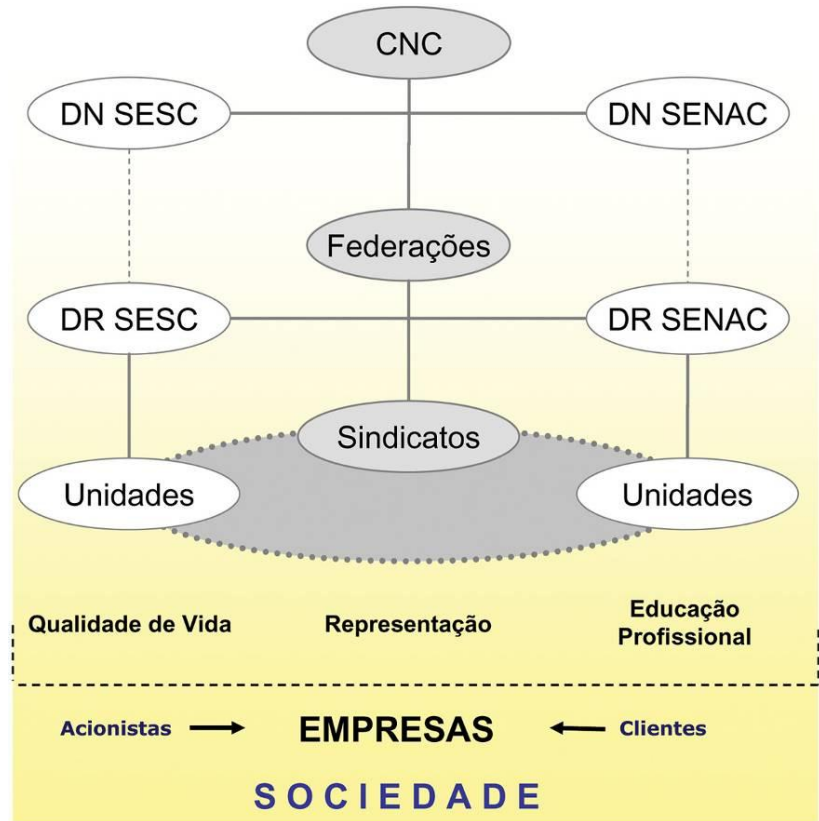 CNC
DN SESC
DN SENAC
Federações
DR SESC
DR SENAC
Sindicatos
Unidades
Unidades
Qualidade de Vida
Representação
Educação
Profissional
Acionistas
EMPRESAS
Clientes
SOCIEDADE